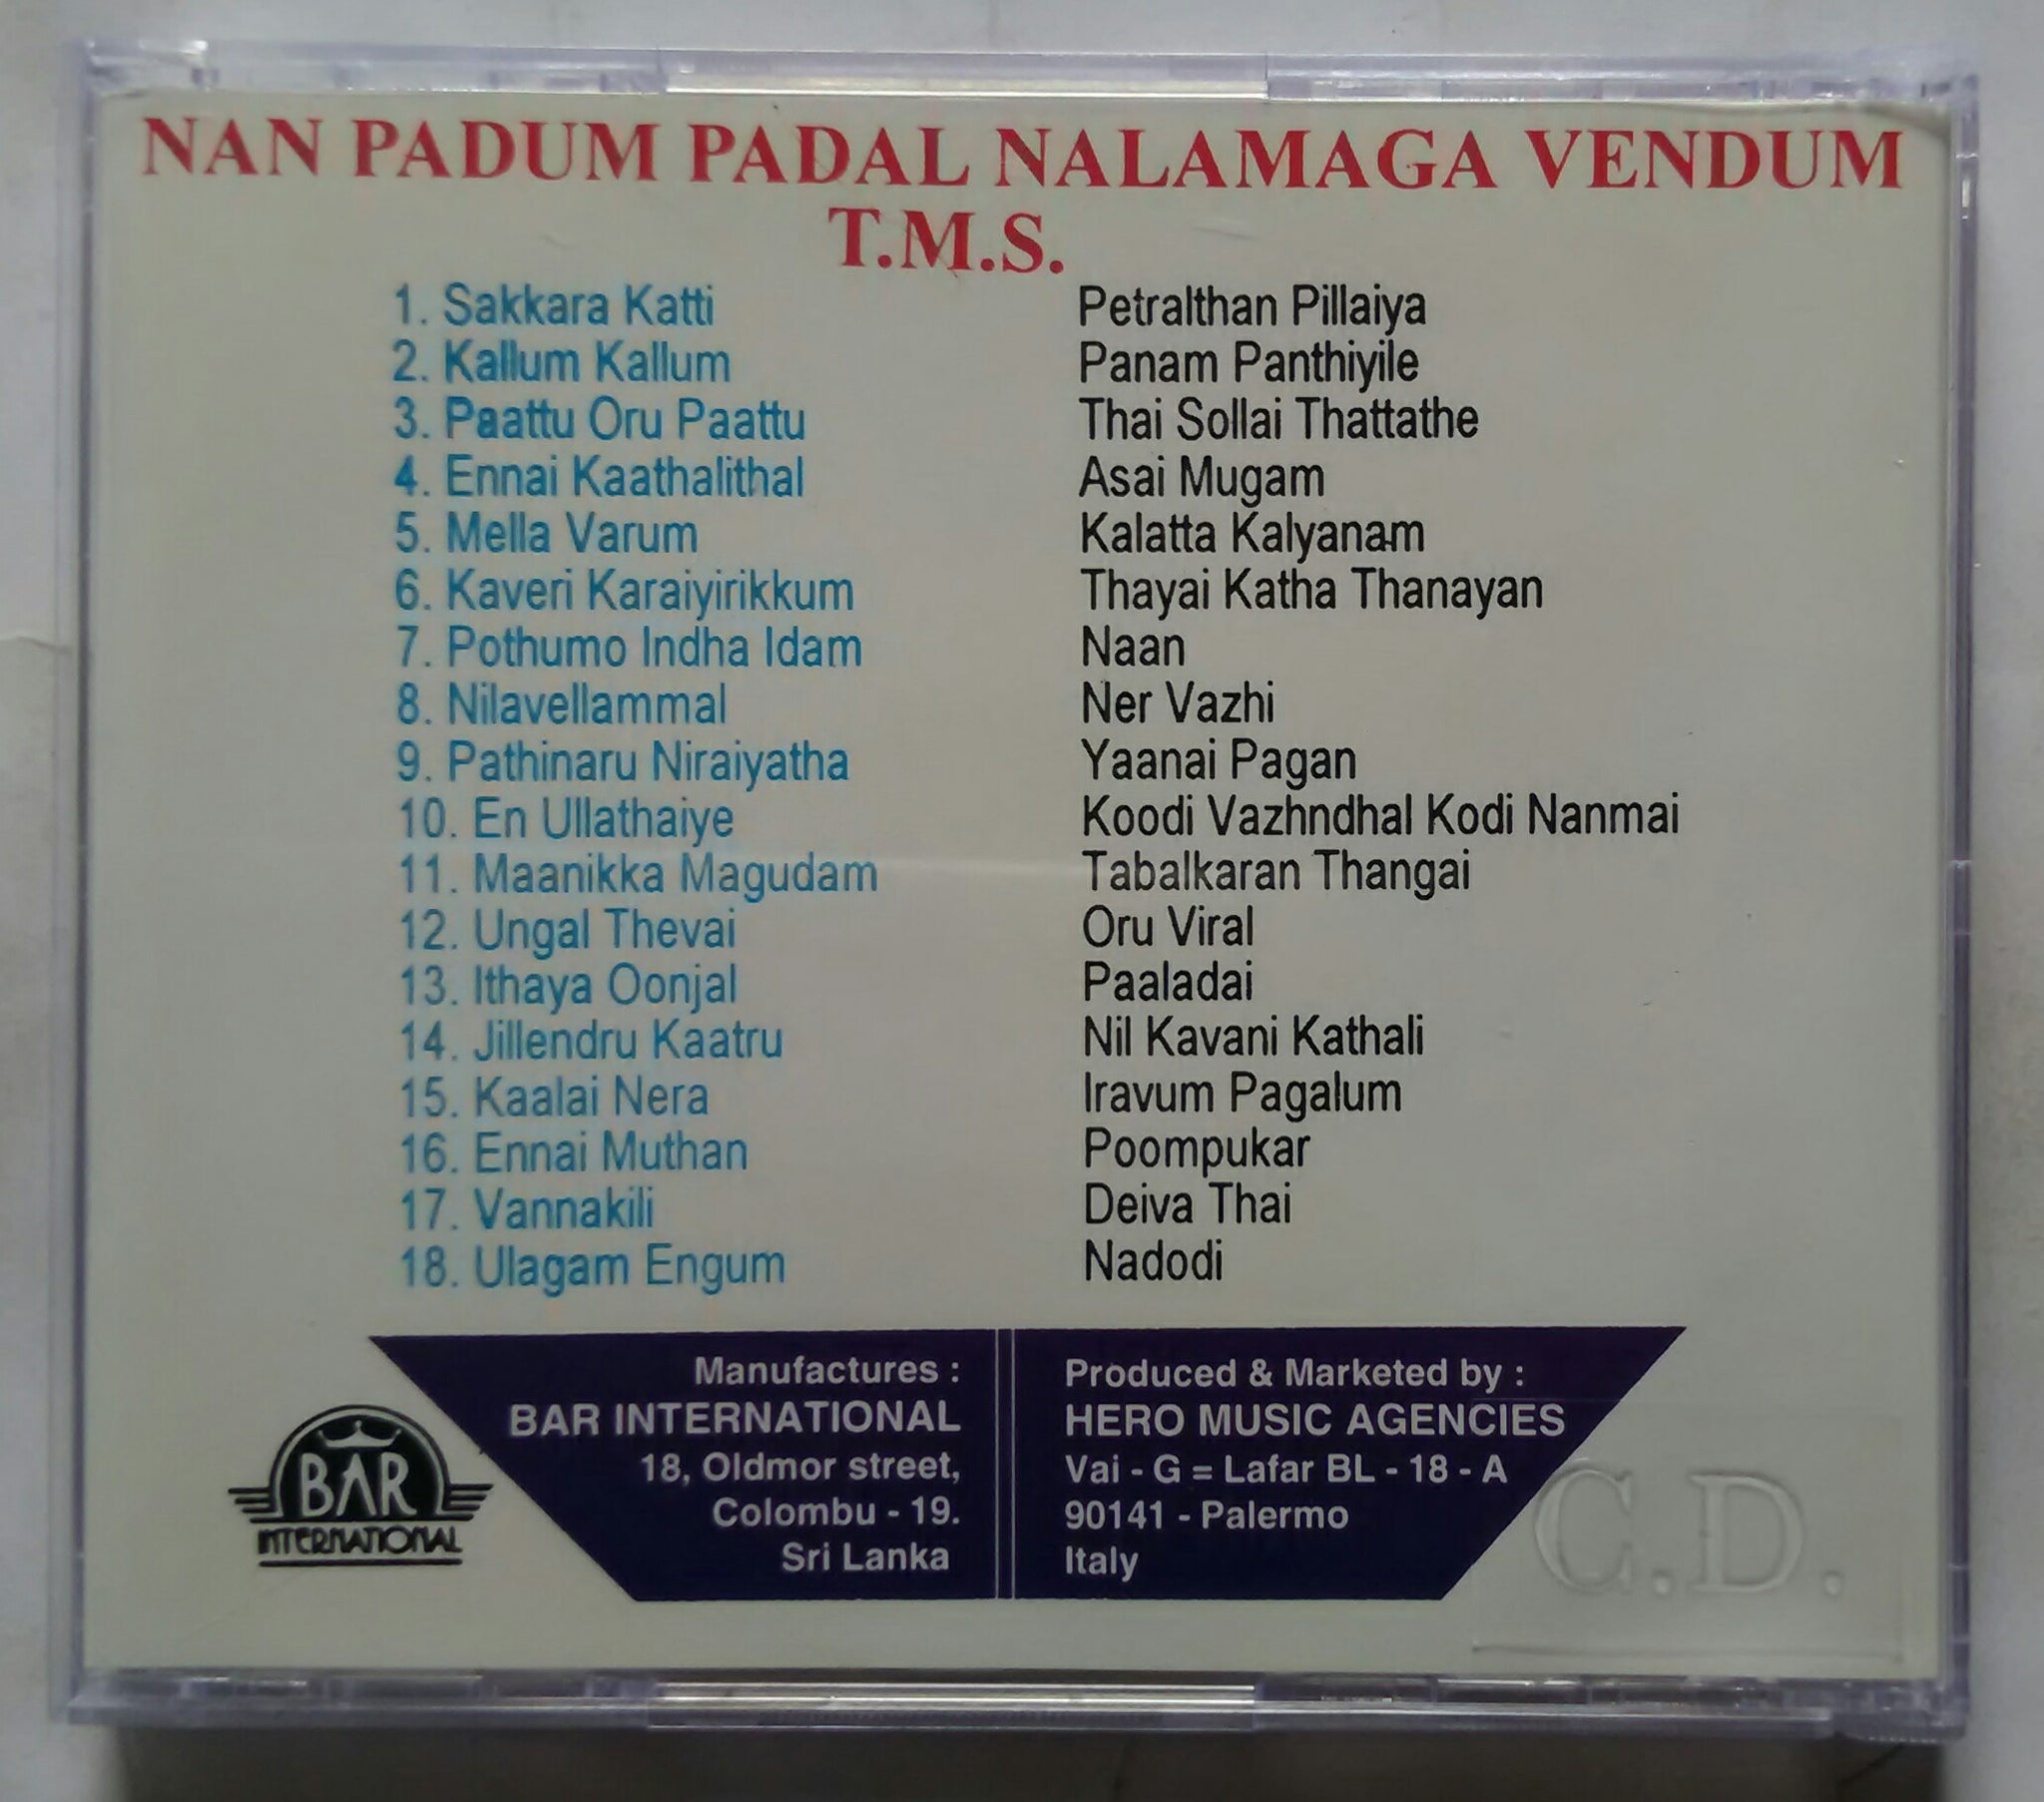 NAN PADUM PADAL NALAMAGA VENDUM
T.M.S.
1. Sakkara Katti Petralthan Pillaiya
2. Kallum Kallum Panam Panthiyile
3. Paattu Oru Paattu Thai Sollai Thattathe
4. Ennai Kaathalithal Asai Mugam
5. Mella Varum Kalatta Kalyanam
6. Kaveri Karaiyirikkum Thayai Katha Thanayan
7. Pothumo Indha Idam Naan
8. Nilavellammal Ner Vazhi
9. Pathinaru Niraiyatha Yaanai Pagan
10. En Ullathaiye Koodi Vazhndhal Kodi Nanmai
11. Maanikka Magudam Tabalkaran Thangai
12. Ungal Thevai Oru Viral
13. Ithaya Oonjal Paaladai
14. Jillendru Kaatru Nil Kavani Kathali
15. Kaalai Nera Iravum Pagalum
16. Ennai Muthan Poompukar
17. Vannakili Deiva Thai
18. Ulagam Engum Nadodi
BAR
INTERNATIONAL
Manufactures :
BAR INTERNATIONAL
18, Oldmor street,
Colombu - 19.
Sri Lanka
Produced & Marketed by :
HERO MUSIC AGENCIES
Vai - G = Lafar BL - 18 - A
90141 - Palermo
Italy
C.D.